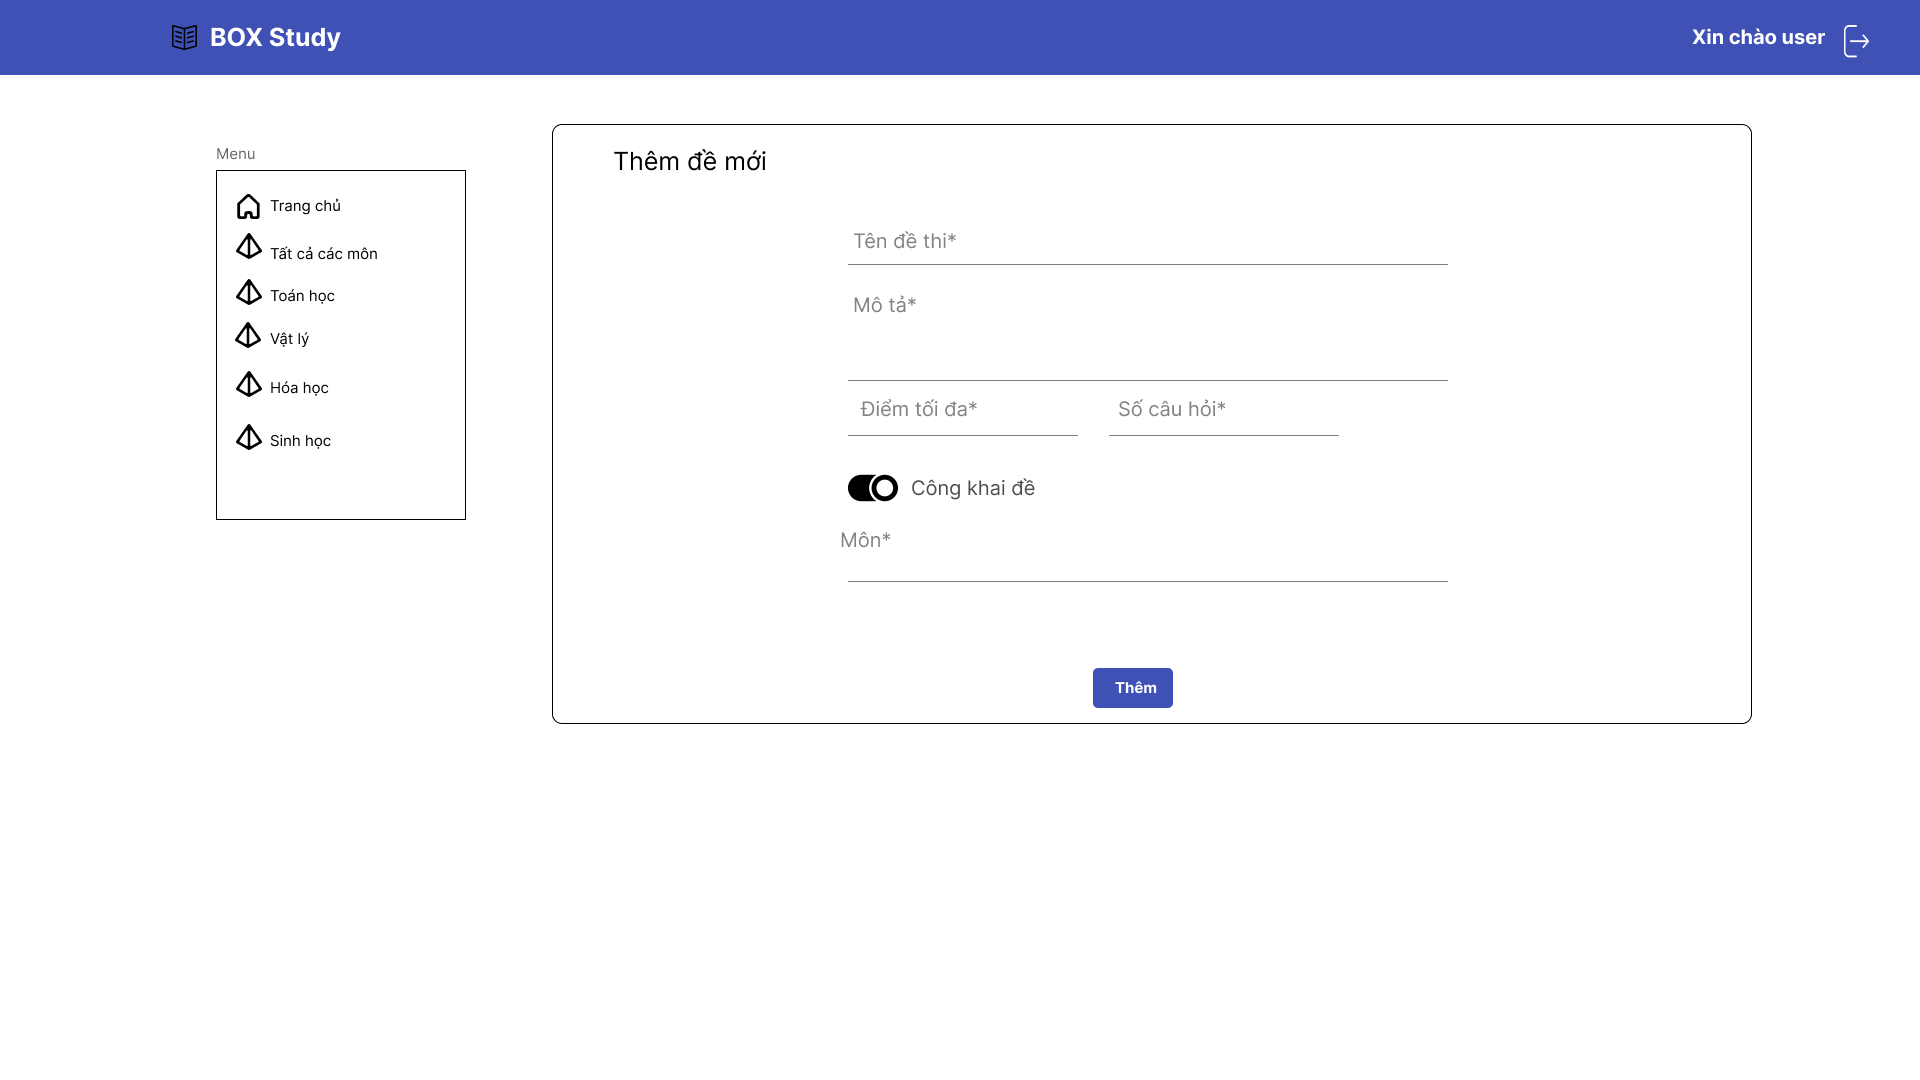 BOX Study
Xin chào user
Menu
Trang chủ
Tất cả các môn
Toán học
Vật lý
Hóa học
Sinh học
Thêm đề mới
Tên đề thi*
Mô tả*
Điểm tối đa*
Số câu hỏi*
Công khai đề
Môn*
Thêm